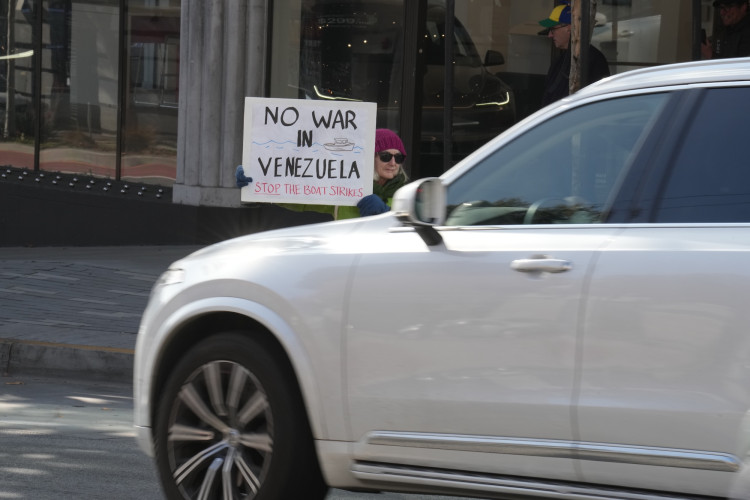 NO WAR
IN
VENEZUELA
STOP THE BOAT STRIKES